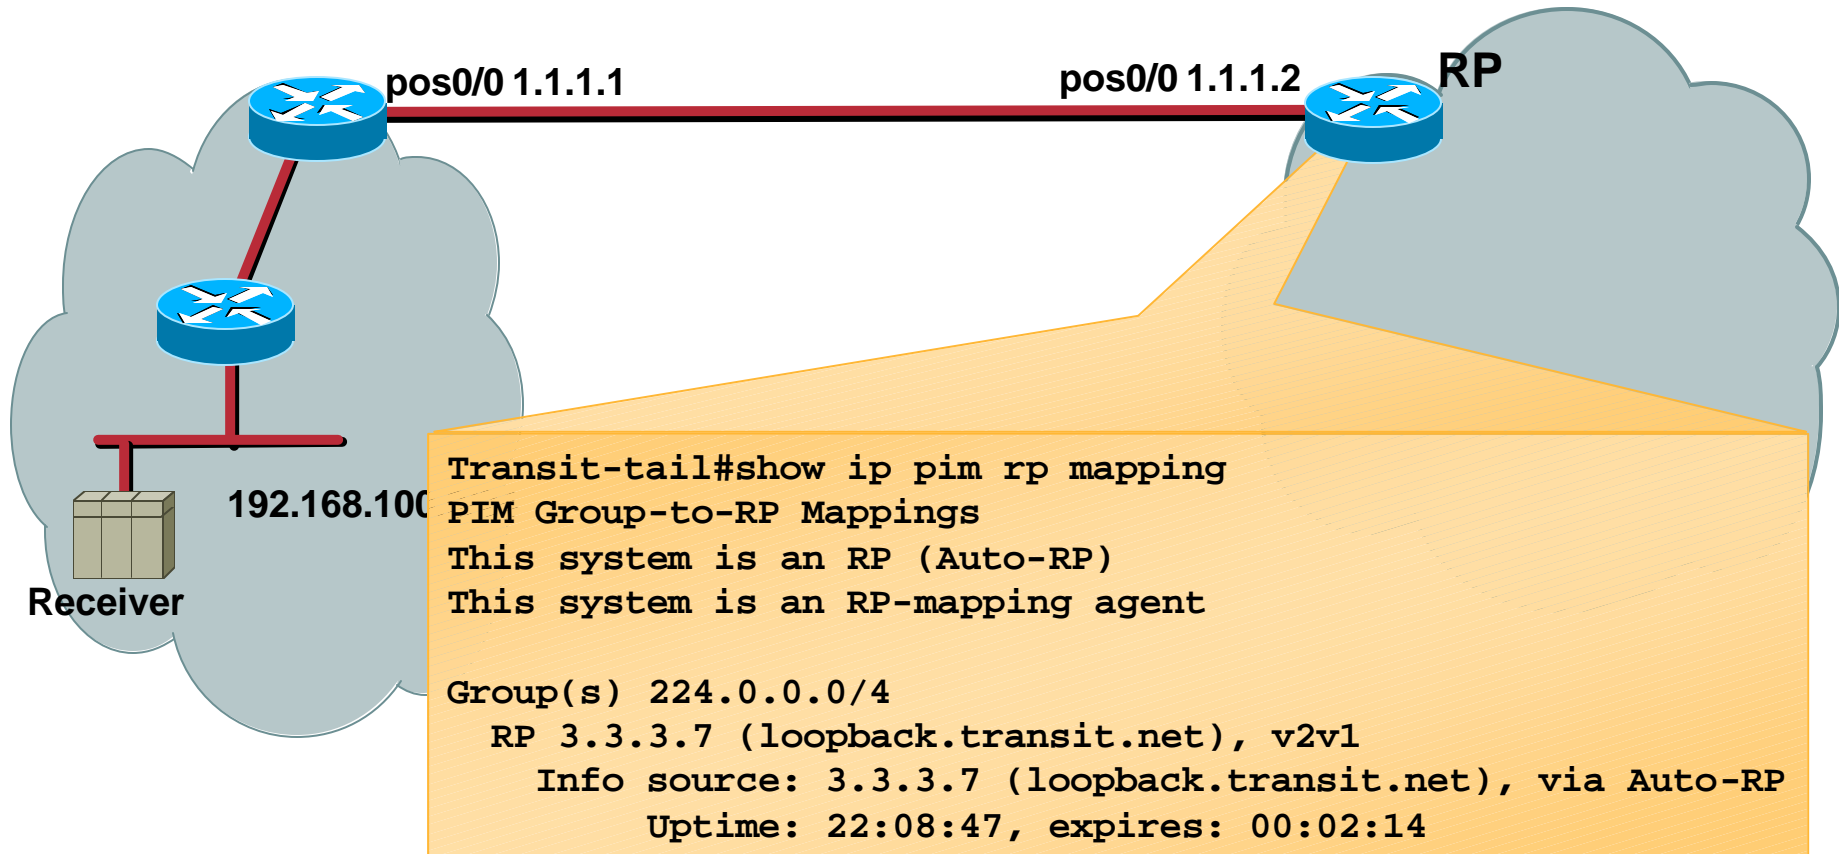 pos0/0 1.1.1.1
pos0/0 1.1.1.2
RP
192.168.100
Receiver
Transit-tail#show ip pim rp mapping
PIM Group-to-RP Mappings
This system is an RP (Auto-RP)
This system is an RP-mapping agent
Group(s) 224.0.0.0/4
RP 3.3.3.7 (loopback.transit.net), v2v1
Info source: 3.3.3.7 (loopback.transit.net), via Auto-RP
Uptime: 22:08:47, expires: 00:02:14